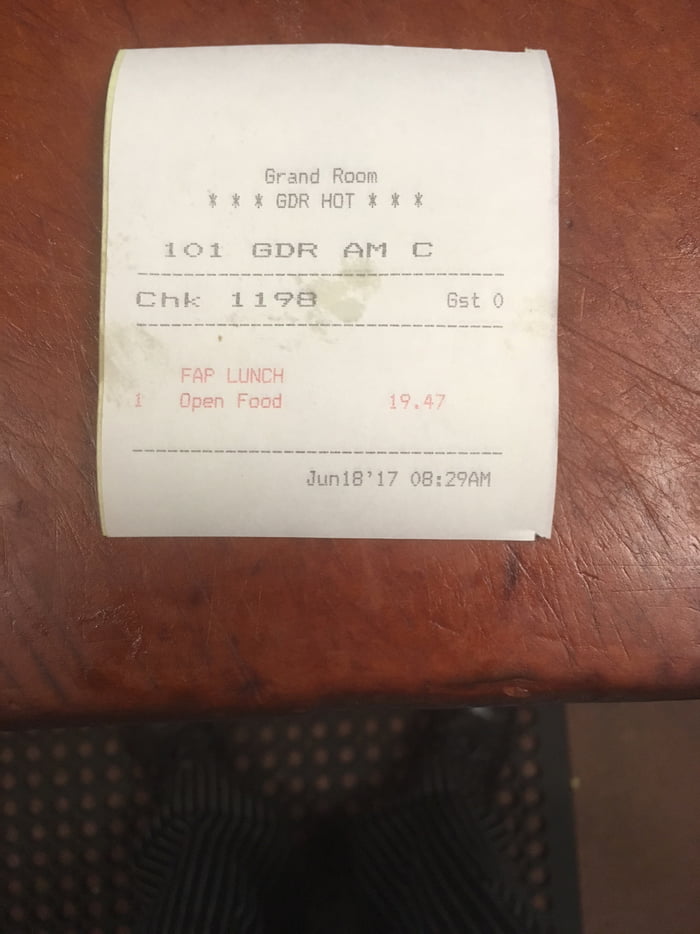 Grand Room
* * * GDR HOT * * *
101 GDR AM C
Chk 1198 Gst 0
FAP LUNCH
1 Open Food 19.47
Jun18'17 08:29AM